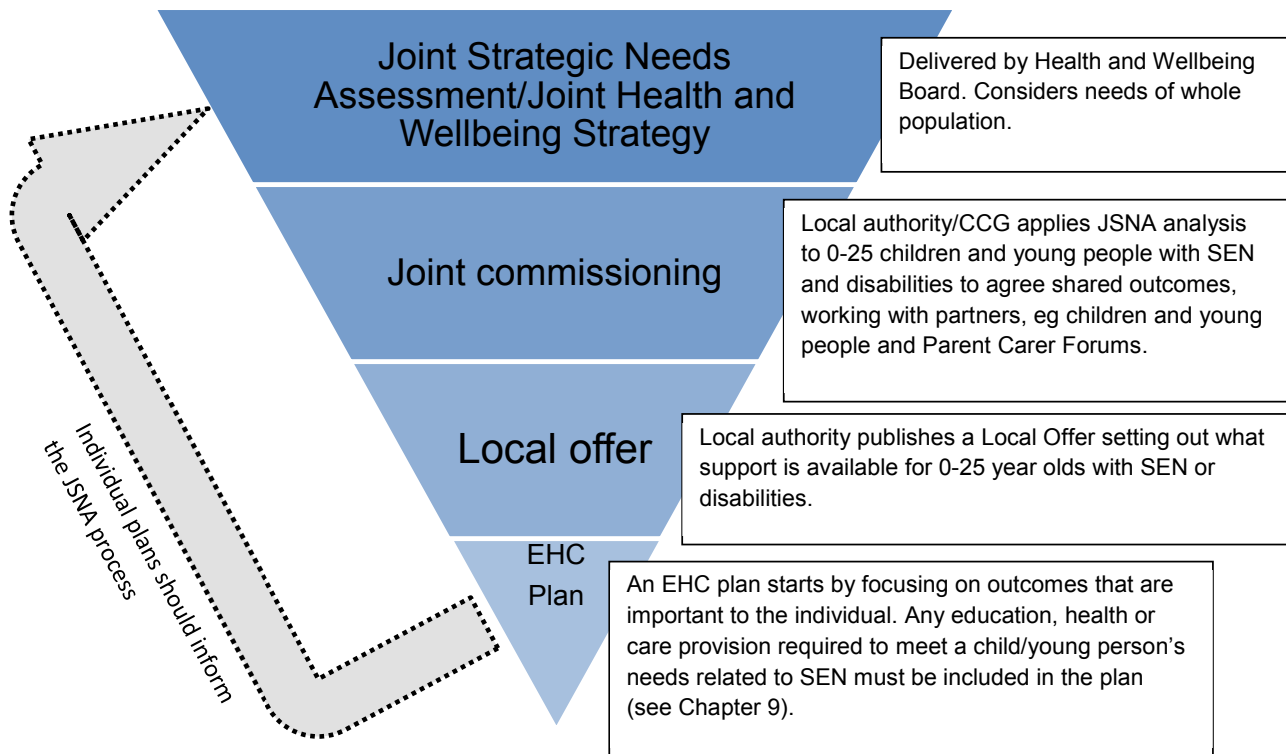 Joint Strategic Needs
Assessment/Joint Health and
Wellbeing Strategy
Delivered by Health and Wellbeing
Board. Considers needs of whole
population.
Joint commissioning
Local authority/CCG applies JSNA analysis
to 0-25 children and young people with SEN
and disabilities to agree shared outcomes,
working with partners, eg children and young
people and Parent Carer Forums.
Local offer
Local authority publishes a Local Offer setting out what
support is available for 0-25 year olds with SEN or
disabilities.
EHC
Plan
An EHC plan starts by focusing on outcomes that are
important to the individual. Any education, health or
care provision required to meet a child/young person’s
needs related to SEN must be included in the plan
(see Chapter 9).
Individual plans should inform
the JSNA process